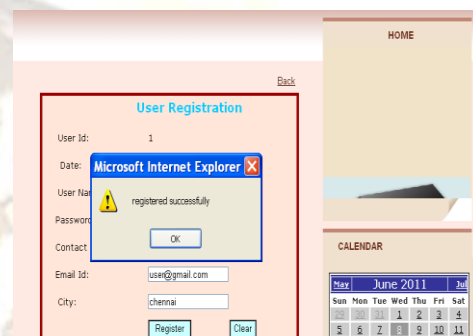 HOME
Back
User Registration
User Id: 1
Date:
Microsoft Internet Explorer
User Nar
registered successfully
Password
OK
Contact
Email Id: user@gmail.com
City: chennai
Register Clear
CALENDAR
May June 2011 Jul
Sun Mon Tue Wed Thu Fri Sat
29 30 31 1 2 3 4
5 6 7 8 9 10 11